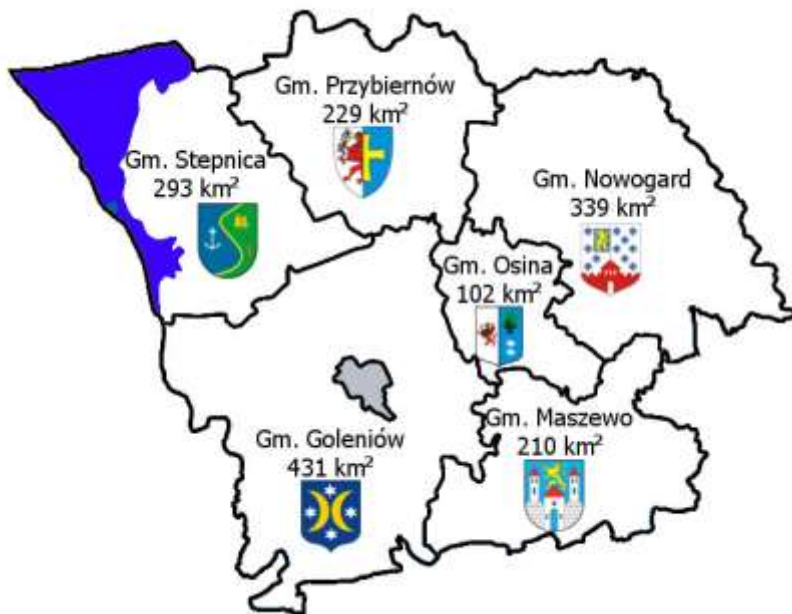 Gm. Przybiernów
229 km²
Gm. Stepnica
293 km²
Gm. Nowogard
339 km²
Gm. Osina
102 km²
Gm. Maszewo
210 km²
Gm. Goleniów
431 km²